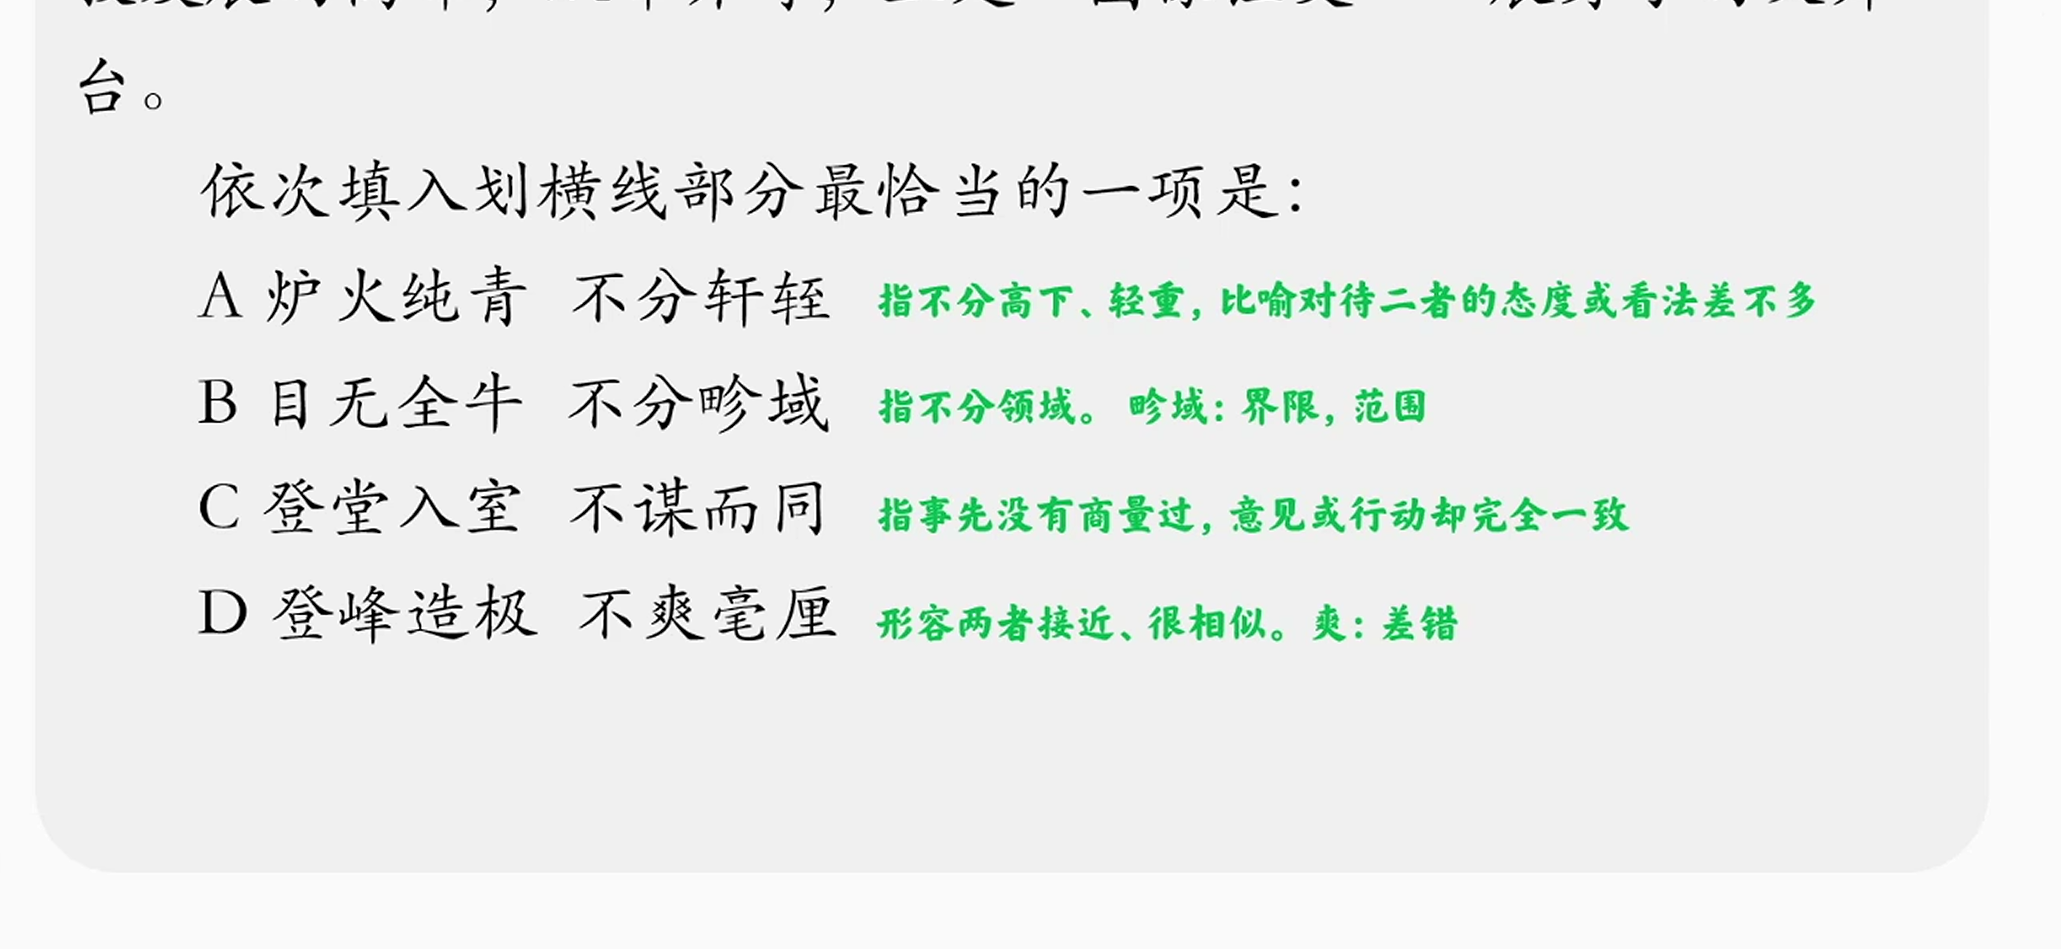 台。
依次填入划横线部分最恰当的一项是：
A 炉火纯青 不分轩轾 指不分高下、轻重，比喻对待二者的态度或看法差不多
B 目无全牛 不分畛域 指不分领域。 畛域：界限，范围
C 登堂入室 不谋而同 指事先没有商量过，意见或行动却完全一致
D 登峰造极 不爽毫厘 形容两者接近、很相似。爽：差错